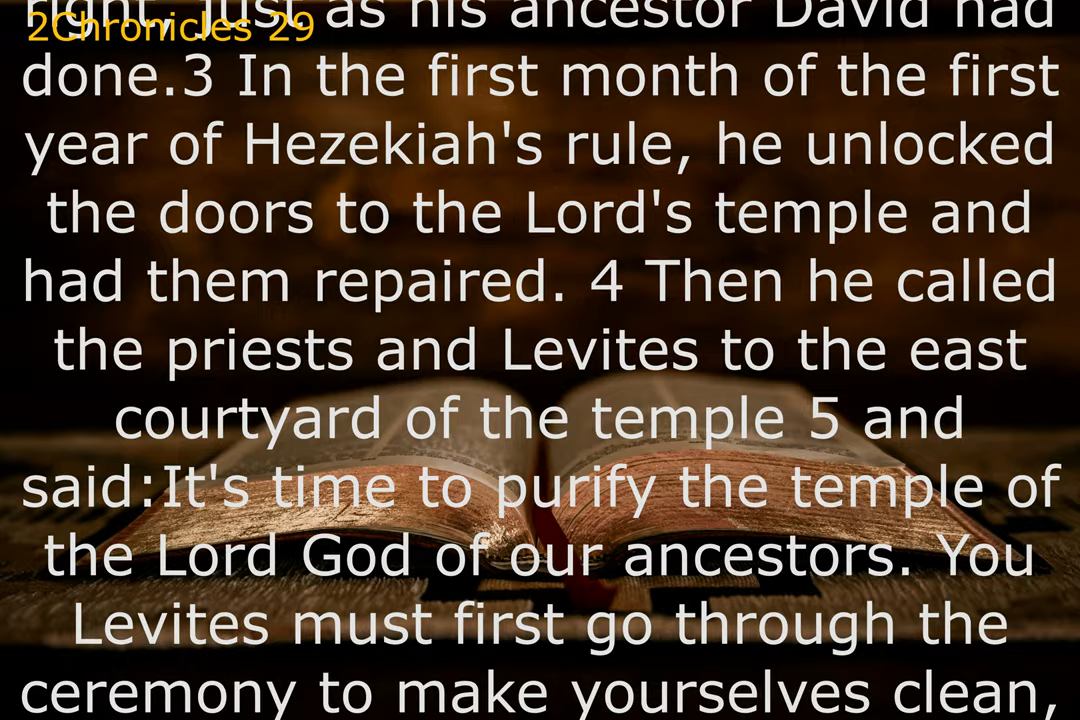 right, just as his ancestor David had
2Chronicles 29
done.3 In the first month of the first
year of Hezekiah's rule, he unlocked
the doors to the Lord's temple and
had them repaired. 4 Then he called
the priests and Levites to the east
courtyard of the temple 5 and
said:It's time to purify the temple of
the Lord God of our ancestors. You
Levites must first go through the
ceremony to make yourselves clean,